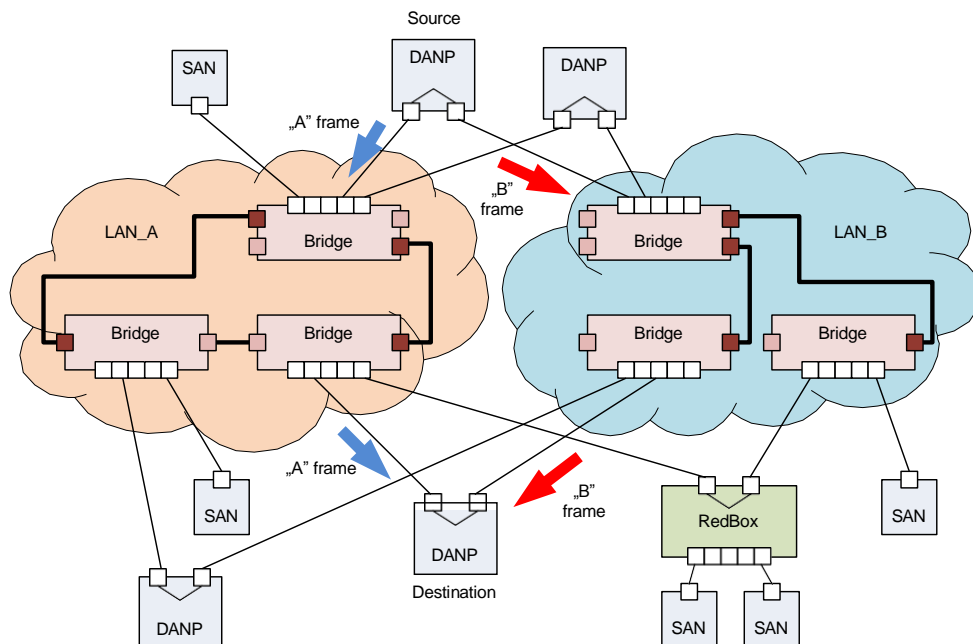 Source
SAN
DANP
DANP
„A” frame
„B”
frame
LAN_A
Bridge
Bridge
LAN_B
Bridge
Bridge
Bridge
Bridge
„A” frame
„B”
frame
SAN
DANP
Destination
RedBox
SAN
DANP
SAN
SAN